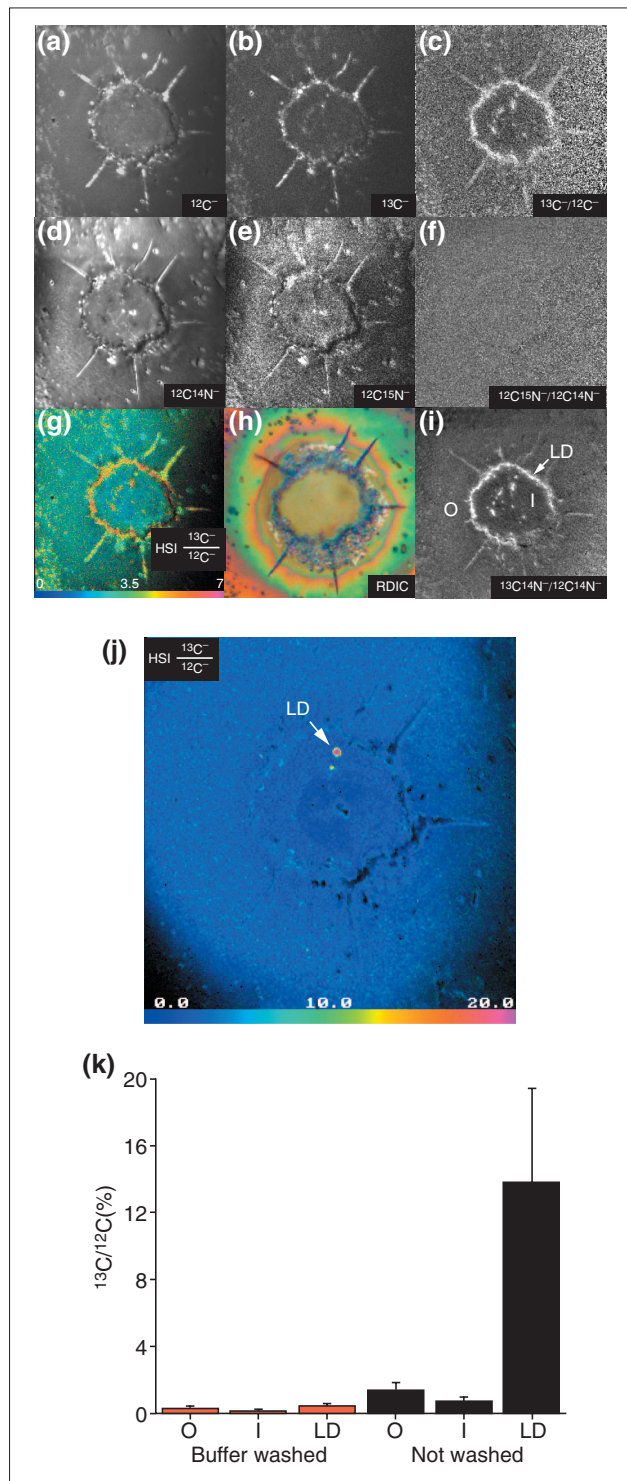 (a)
(b)
(c)
¹²C⁻
¹³C⁻
¹³C⁻/¹²C⁻
(d)
(e)
(f)
¹²C¹⁴N⁻
¹²C¹⁵N⁻
¹²C¹⁵N⁻/¹²C¹⁴N⁻
(g)
(h)
(i)
LD
O
I
HSI ¹³C⁻/¹²C⁻
0 3.5 7
RDIC
¹³C¹⁴N⁻/¹²C¹⁴N⁻
(j)
HSI ¹³C⁻/¹²C⁻
LD
0.0 10.0 20.0
(k)
20
16
12
8
4
0
¹³C/¹²C(%)
O I LD O I LD
Buffer washed Not washed